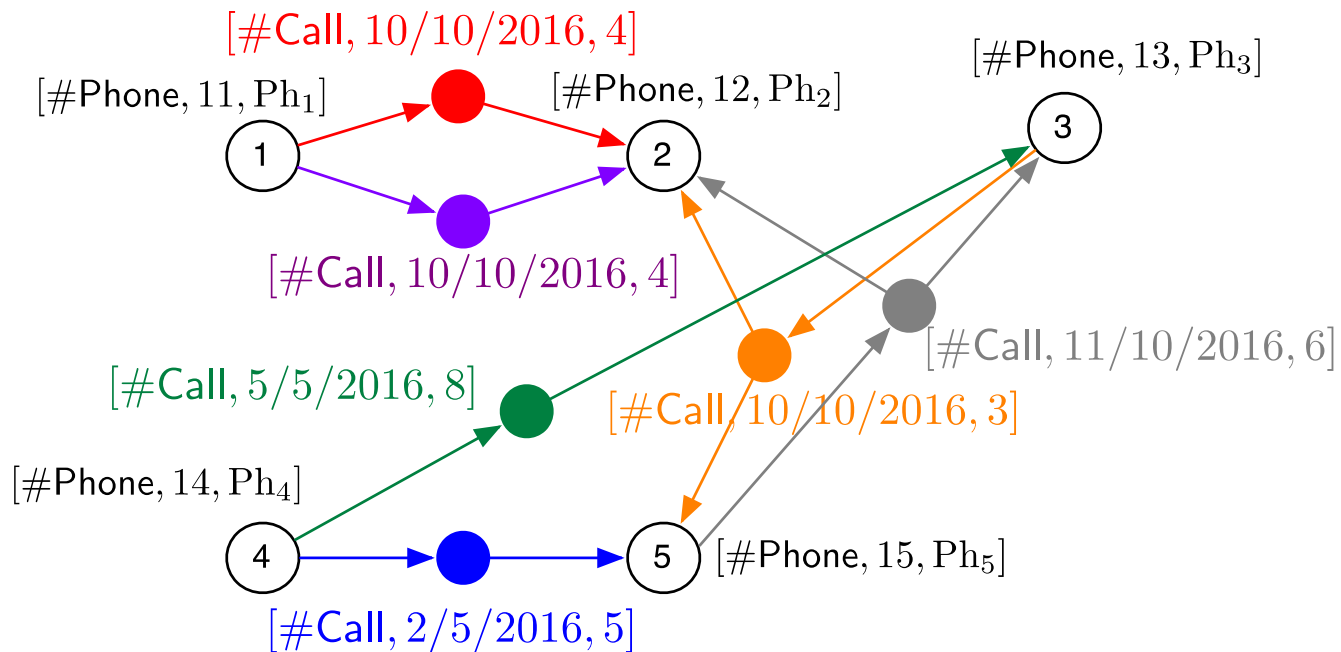 [#Call, 10/10/2016, 4]
[#Phone, 13, Ph₃]
[#Phone, 11, Ph₁]
[#Phone, 12, Ph₂]
1
2
3
[#Call, 10/10/2016, 4]
[#Call, 11/10/2016, 6]
[#Call, 5/5/2016, 8]
[#Call, 10/10/2016, 3]
[#Phone, 14, Ph₄]
4
5
[#Phone, 15, Ph₅]
[#Call, 2/5/2016, 5]